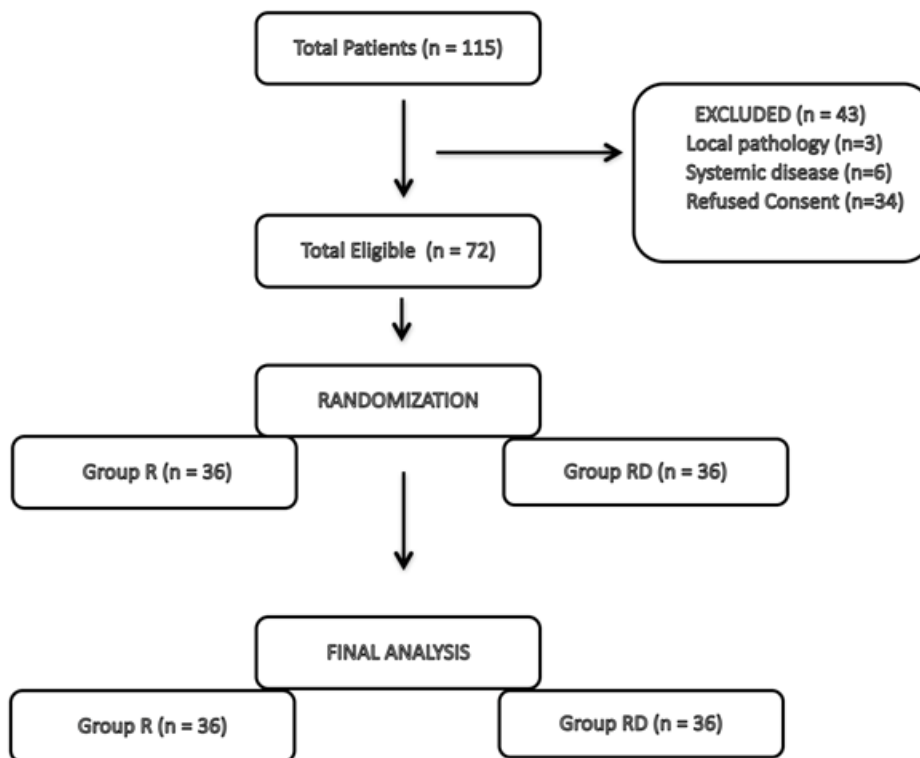 Total Patients (n = 115)
EXCLUDED (n = 43)
Local pathology (n=3)
Systemic disease (n=6)
Refused Consent (n=34)
Total Eligible (n = 72)
RANDOMIZATION
Group R (n = 36)
Group RD (n = 36)
FINAL ANALYSIS
Group R (n = 36)
Group RD (n = 36)